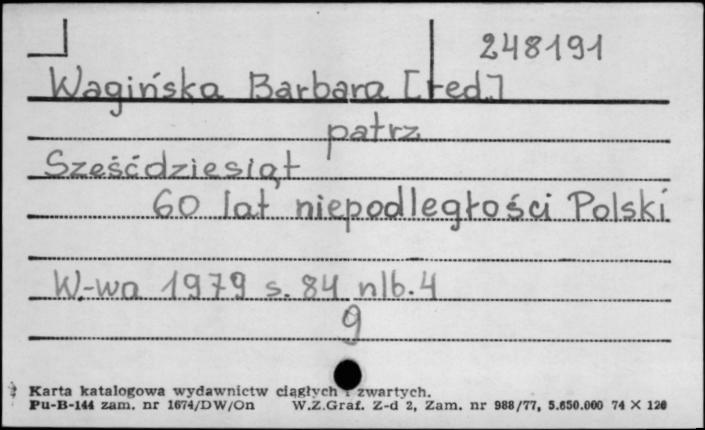 248191
Wagińska Barbara [red.]
patrz
Sześćdziesiąt
60 lat niepodległości Polski
W-wa 1979 s. 84 nlb. 4
9
Karta katalogowa wydawnictw ciągłych i zwartych.
Pu-B-144 zam. nr 1674/DW/On W.Z.Graf. Z-d 2, Zam. nr 988/77, 5.650.000 74 × 120